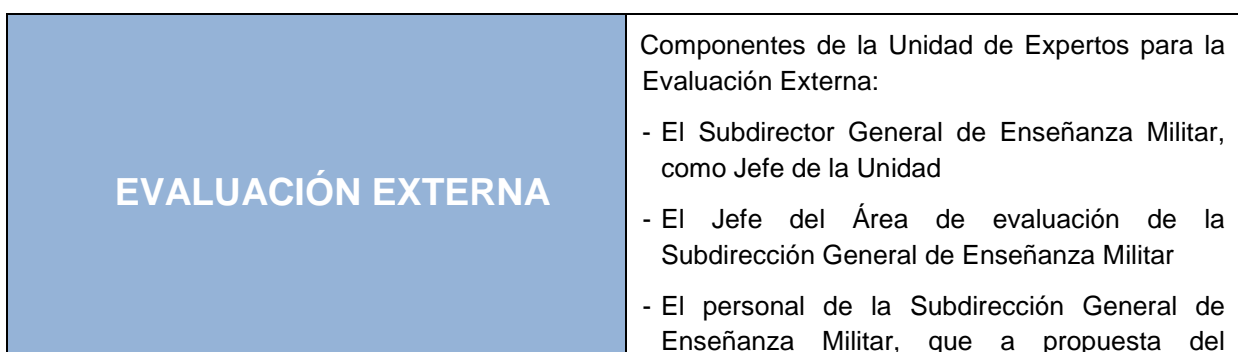 EVALUACIÓN EXTERNA
Componentes de la Unidad de Expertos para la
Evaluación Externa:
- El Subdirector General de Enseñanza Militar,
como Jefe de la Unidad
- El Jefe del Área de evaluación de la
Subdirección General de Enseñanza Militar
- El personal de la Subdirección General de
Enseñanza Militar, que a propuesta del